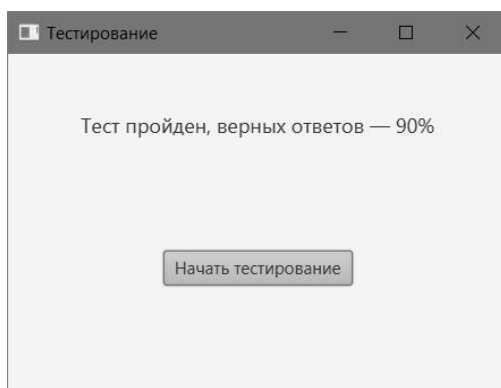 Тестирование
Тест пройден, верных ответов — 90%
Начать тестирование